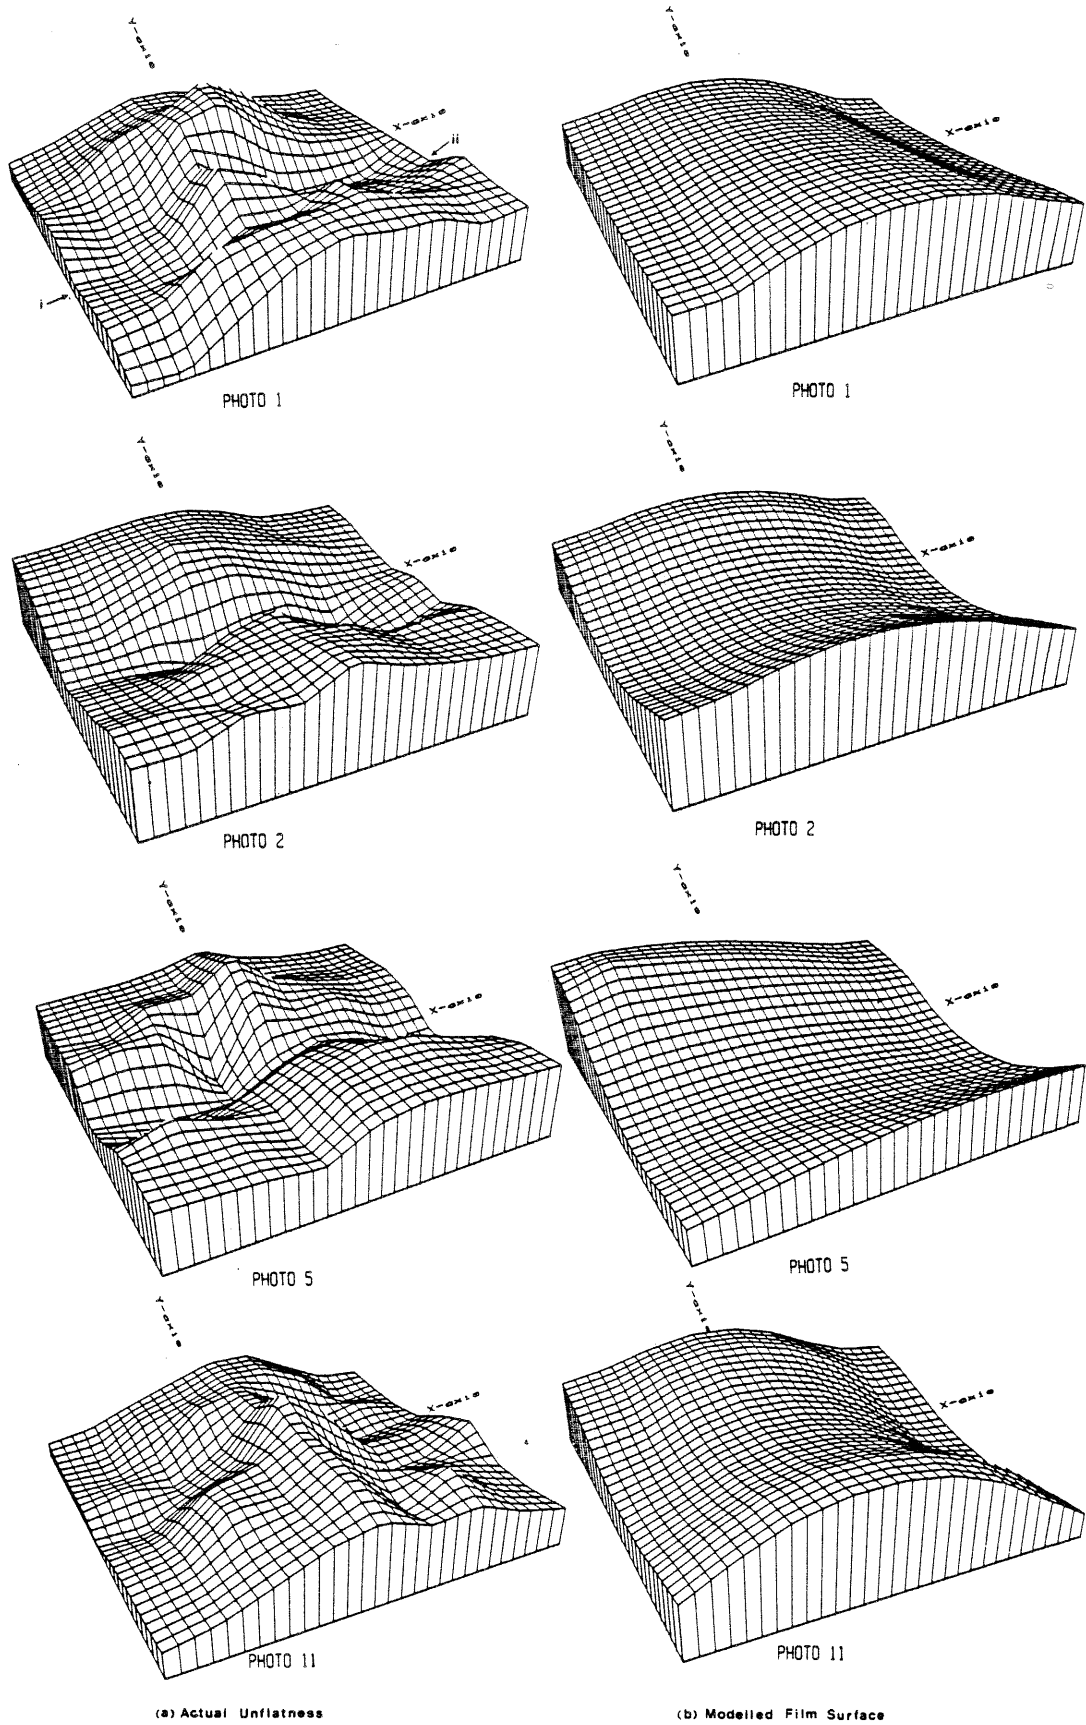 Y-axis
Y-axis
X-axis
X-axis
ii
i
PHOTO 1
PHOTO 1
Y-axis
Y-axis
X-axis
X-axis
PHOTO 2
PHOTO 2
Y-axis
Y-axis
X-axis
X-axis
PHOTO 5
PHOTO 5
Y-axis
Y-axis
X-axis
X-axis
PHOTO 11
PHOTO 11
(a) Actual Unflatness
(b) Modelled Film Surface